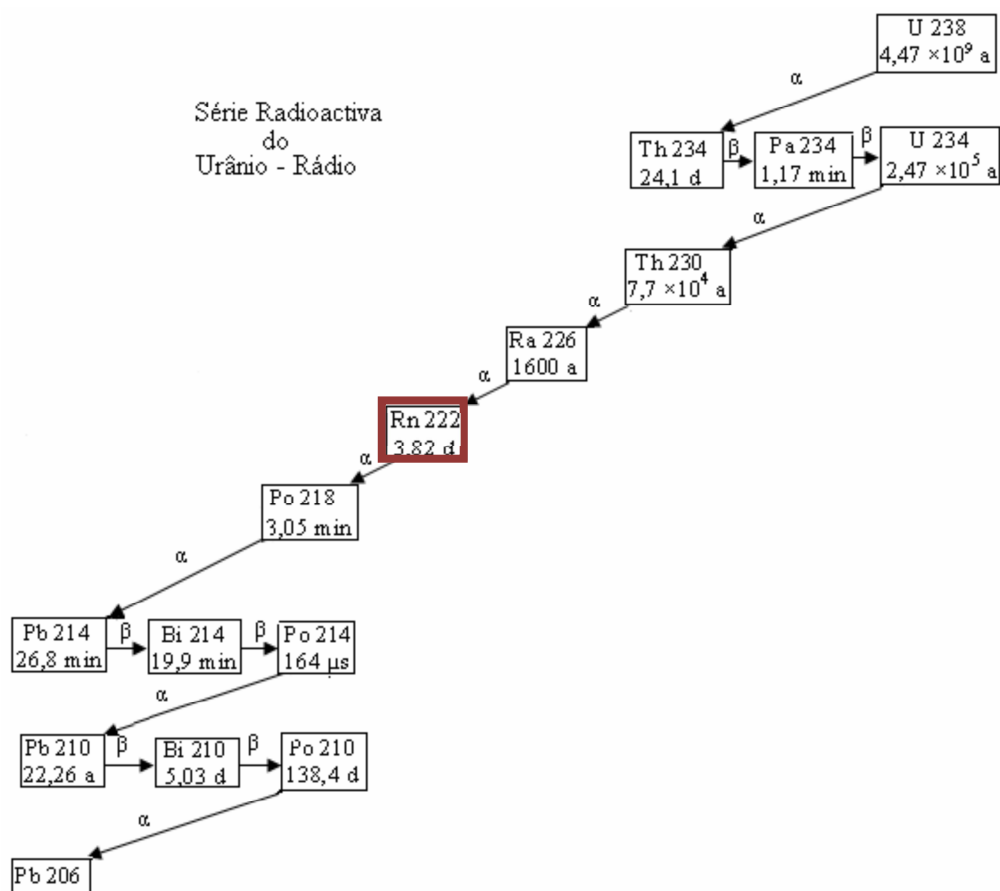 U 238
4,47 ×10⁹ a
α
Série Radioactiva
do
Urânio - Rádio
Th 234
24,1 d
β
Pa 234
1,17 min
β
U 234
2,47 ×10⁵ a
α
Th 230
7,7 ×10⁴ a
α
Ra 226
1600 a
α
Rn 222
3,82 d
α
Po 218
3,05 min
α
Pb 214
26,8 min
β
Bi 214
19,9 min
β
Po 214
164 μs
α
Pb 210
22,26 a
β
Bi 210
5,03 d
β
Po 210
138,4 d
α
Pb 206